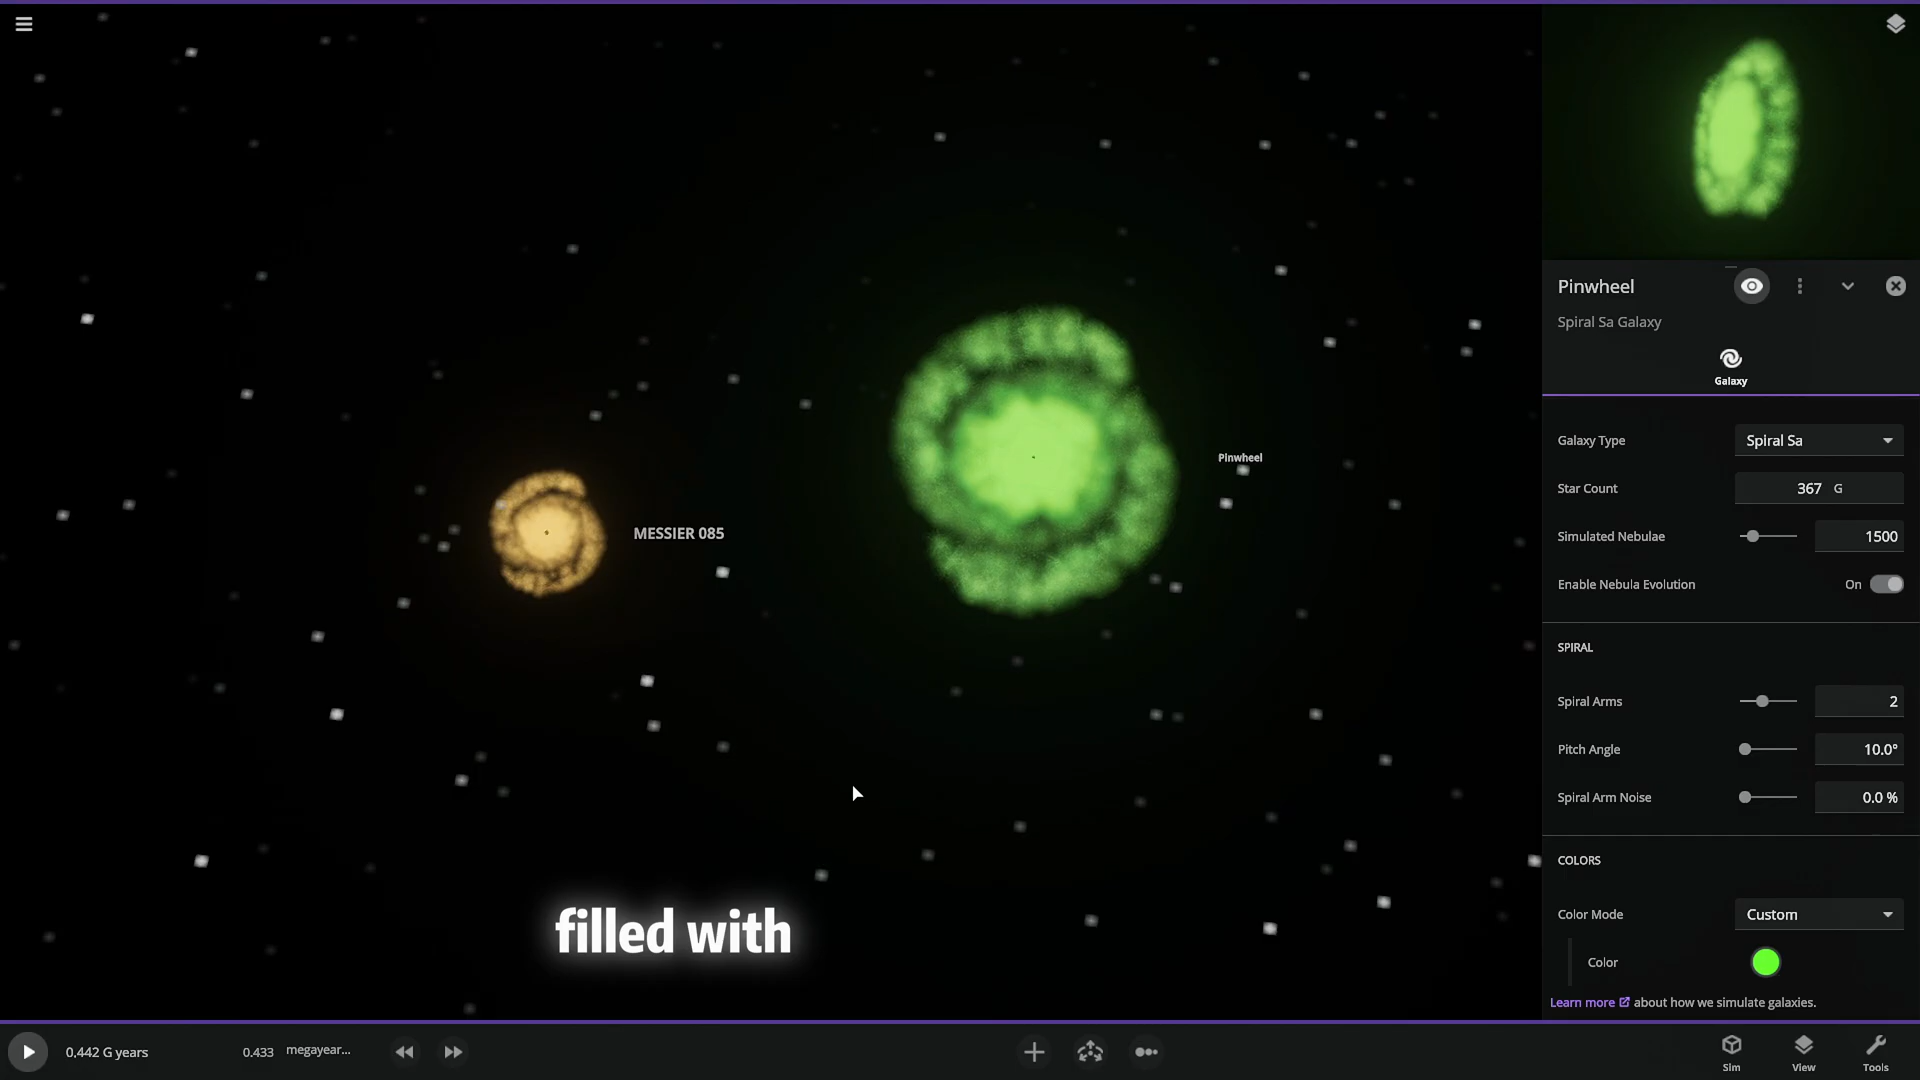 Pinwheel
Spiral Sa Galaxy
Galaxy
Galaxy Type Spiral Sa
Star Count 367 G
Simulated Nebulae 1500
Enable Nebula Evolution On
SPIRAL
Spiral Arms 2
Pitch Angle 10.0°
Spiral Arm Noise 0.0 %
COLORS
Color Mode Custom
Color
Learn more about how we simulate galaxies.
Pinwheel
MESSIER 085
filled with
0.442 G years 0.433 megayear...
Sim View Tools